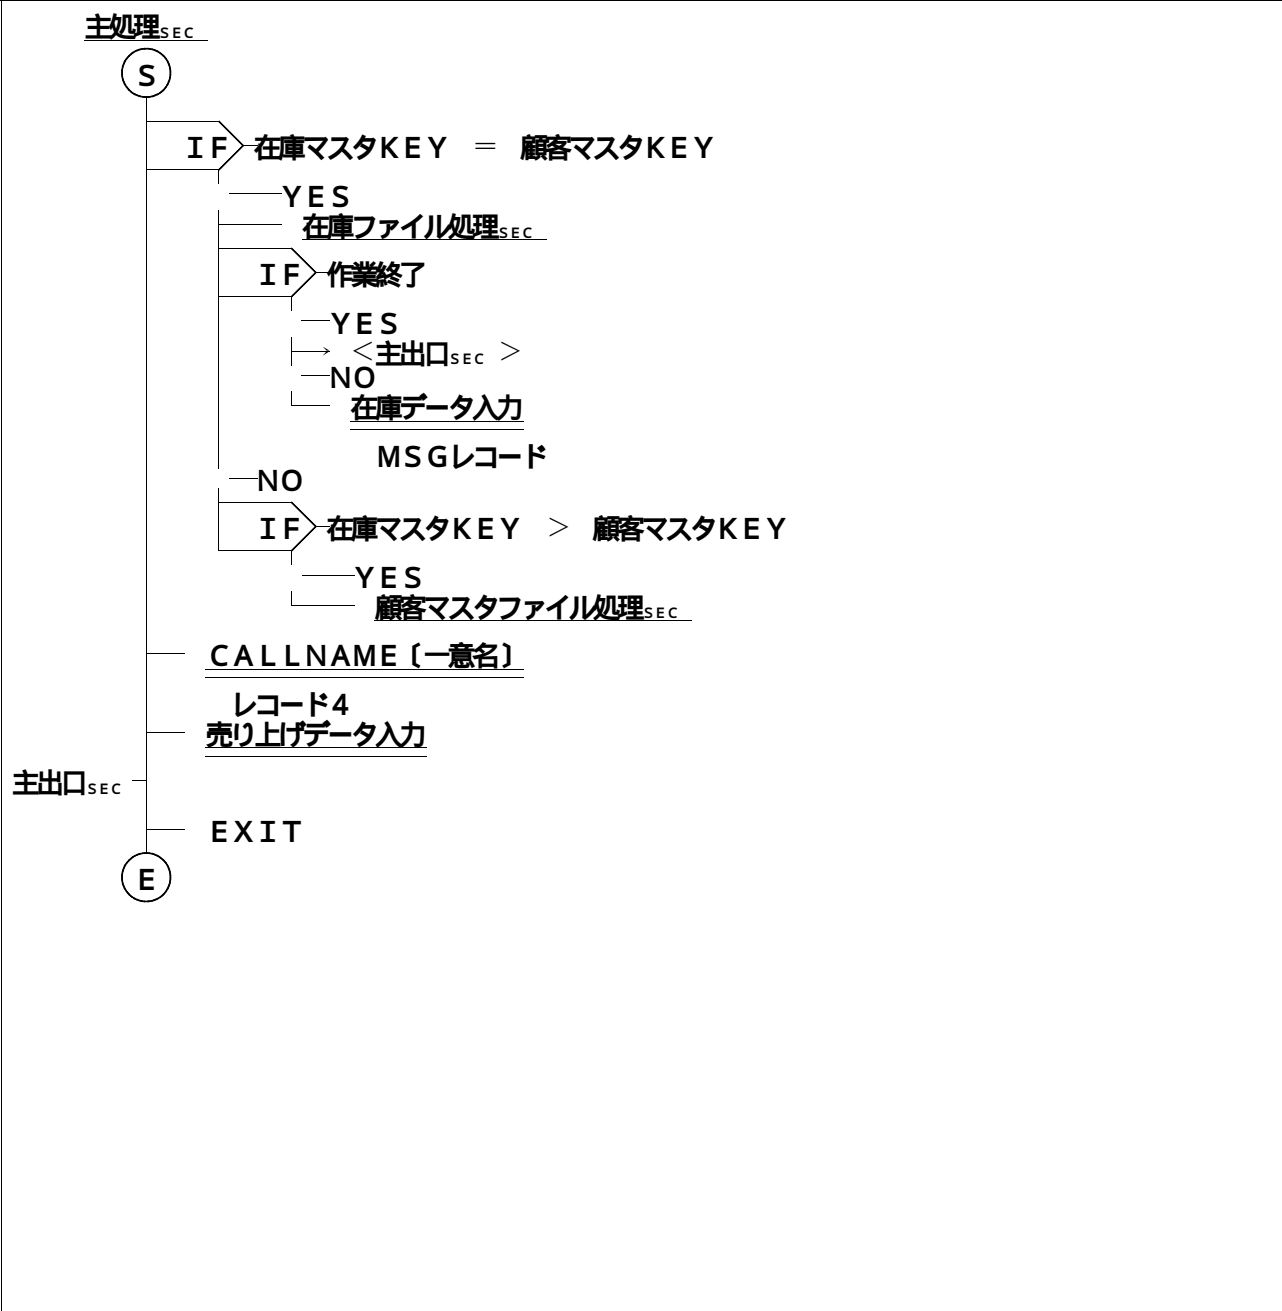 主処理SEC
S
IF 在庫マスタKEY ＝ 顧客マスタKEY
YES
在庫ファイル処理SEC
IF 作業終了
YES
＜主出口SEC ＞
NO
在庫データ入力
MSGレコード
NO
IF 在庫マスタKEY ＞ 顧客マスタKEY
YES
顧客マスタファイル処理SEC
CALLNAME〔一意名〕
レコード4
売り上げデータ入力
主出口SEC
EXIT
E